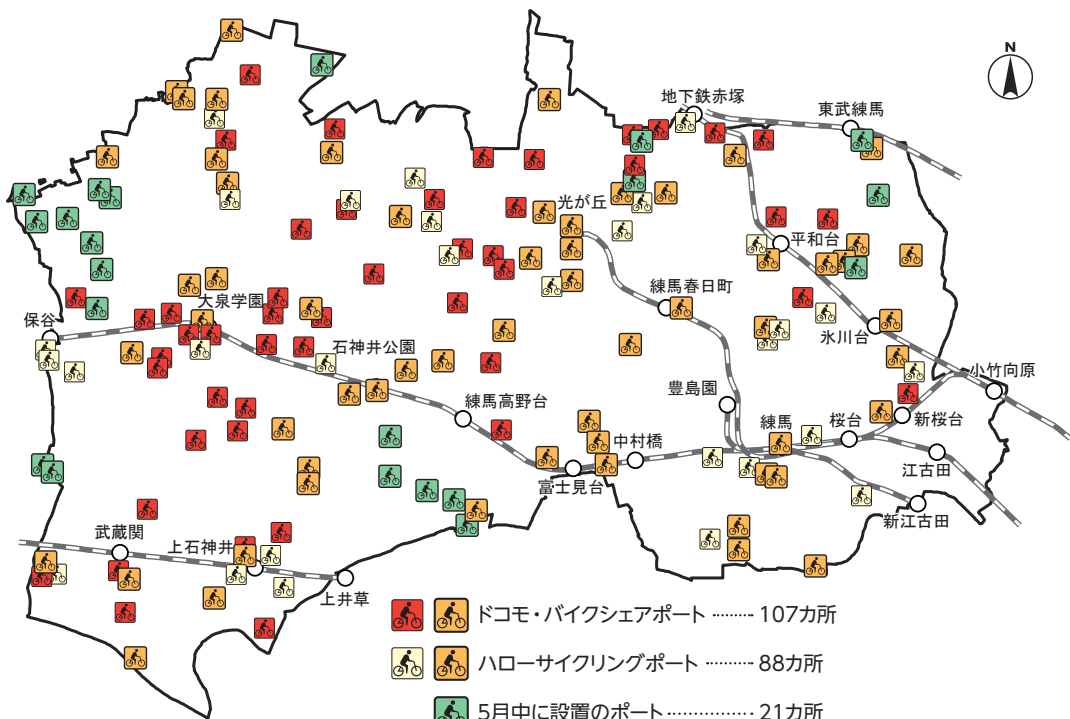 N
地下鉄赤塚
東武練馬
光が丘
平和台
練馬春日町
大泉学園
保谷
氷川台
石神井公園
小竹向原
豊島園
練馬高野台
練馬
桜台
新桜台
中村橋
江古田
富士見台
新江古田
武蔵関
上石神井
上井草
ドコモ・バイクシェアポート ……… 107カ所
ハローサイクリングポート ……… 88カ所
5月中に設置のポート ……………… 21カ所